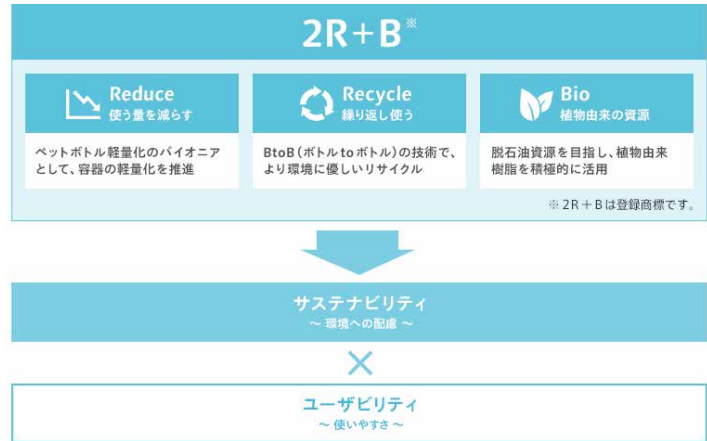 2R+B※
Reduce
使う量を減らす
ペットボトル軽量化のパイオニア
として、容器の軽量化を推進
Recycle
繰り返し使う
BtoB(ボトルtoボトル)の技術で、
より環境に優しいリサイクル
Bio
植物由来の資源
脱石油資源を目指し、植物由来
樹脂を積極的に活用
※2R+Bは登録商標です。
サステナビリティ
～ 環境への配慮 ～
×
ユーザビリティ
～ 使いやすさ ～